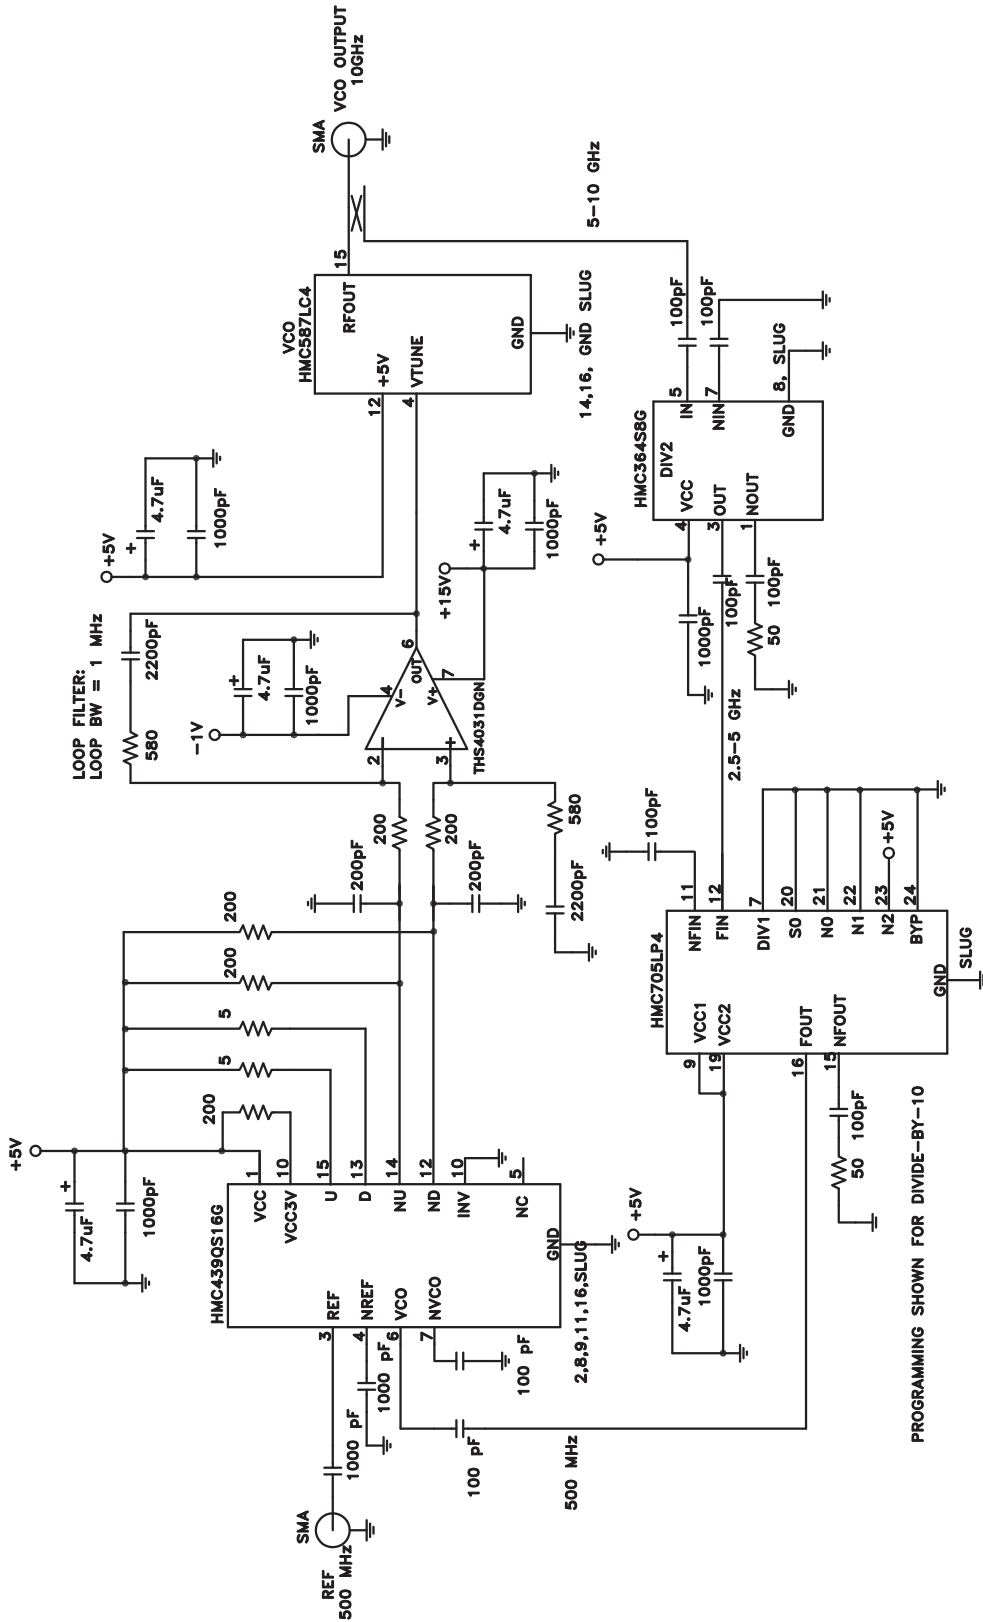 LOOP FILTER:
LOOP BW = 1 MHz
+5V
4.7uF
+
1000pF
200
5
5
200
200
HMC439QS16G
VCC
1
VCC3V
10
U
15
D
13
NU
14
ND
12
INV
10
NC
5
GND
2,8,9,11,16,SLUG
REF
3
NREF
4
VCO
6
NVCO
7
SMA
REF
500 MHz
1000 pF
1000 pF
100 pF
100 pF
500 MHz
200pF
200
200
200pF
580
2200pF
580
2200pF
-1V
+
4.7uF
1000pF
2
3
4
V-
OUT
6
V+
7
THS4031DGN
+15V
+
4.7uF
1000pF
+5V
+
4.7uF
1000pF
VCO
HMC587LC4
12
+5V
4
VTUNE
RFOUT
15
GND
14,16, GND SLUG
SMA
VCO OUTPUT
10GHz
5-10 GHz
HMC364S8G
DIV2
VCC
4
OUT
3
NOUT
1
IN
5
NIN
7
GND
8, SLUG
100pF
100pF
+5V
1000pF
100pF
100pF
50
2.5-5 GHz
HMC705LP4
VCC1
9
VCC2
19
FOUT
16
NFOUT
15
NFIN
11
FIN
12
DIV1
7
S0
20
N0
21
N1
22
N2
23
BYP
24
GND
SLUG
100pF
+5V
+5V
+
4.7uF
1000pF
50
100pF
PROGRAMMING SHOWN FOR DIVIDE-BY-10